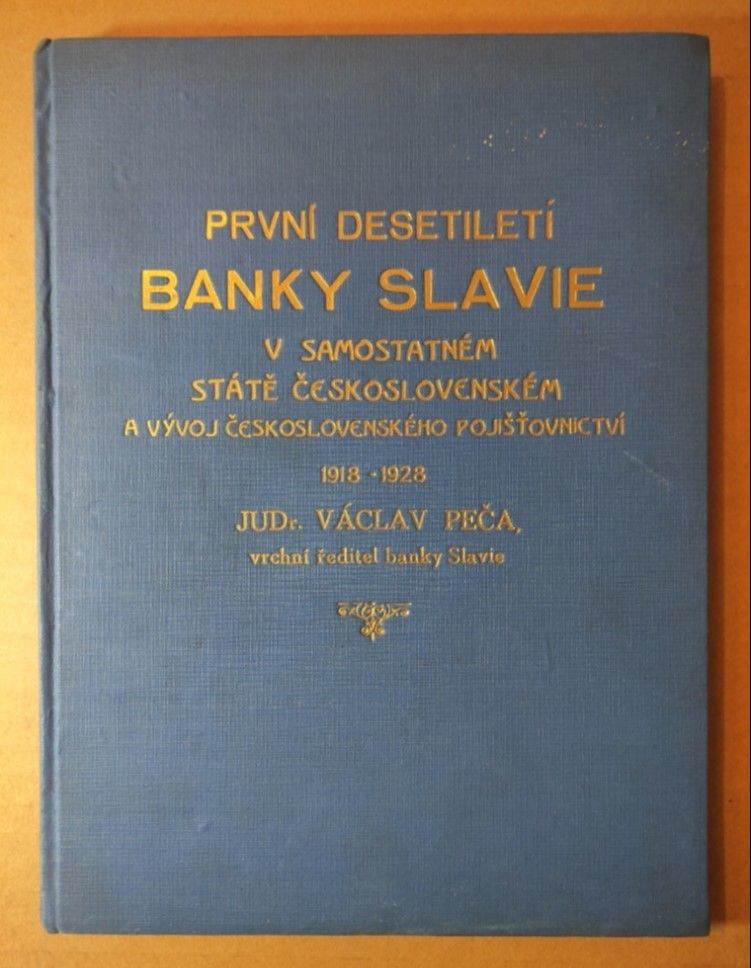 PRVNÍ DESETILETÍ
BANKY SLAVIE
V SAMOSTATNÉM
STÁTĚ ČESKOSLOVENSKÉM
A VÝVOJ ČESKOSLOVENSKÉHO POJIŠŤOVNICTVÍ
1918 - 1928
JUDr. VÁCLAV PEČA,
vrchní ředitel banky Slavie